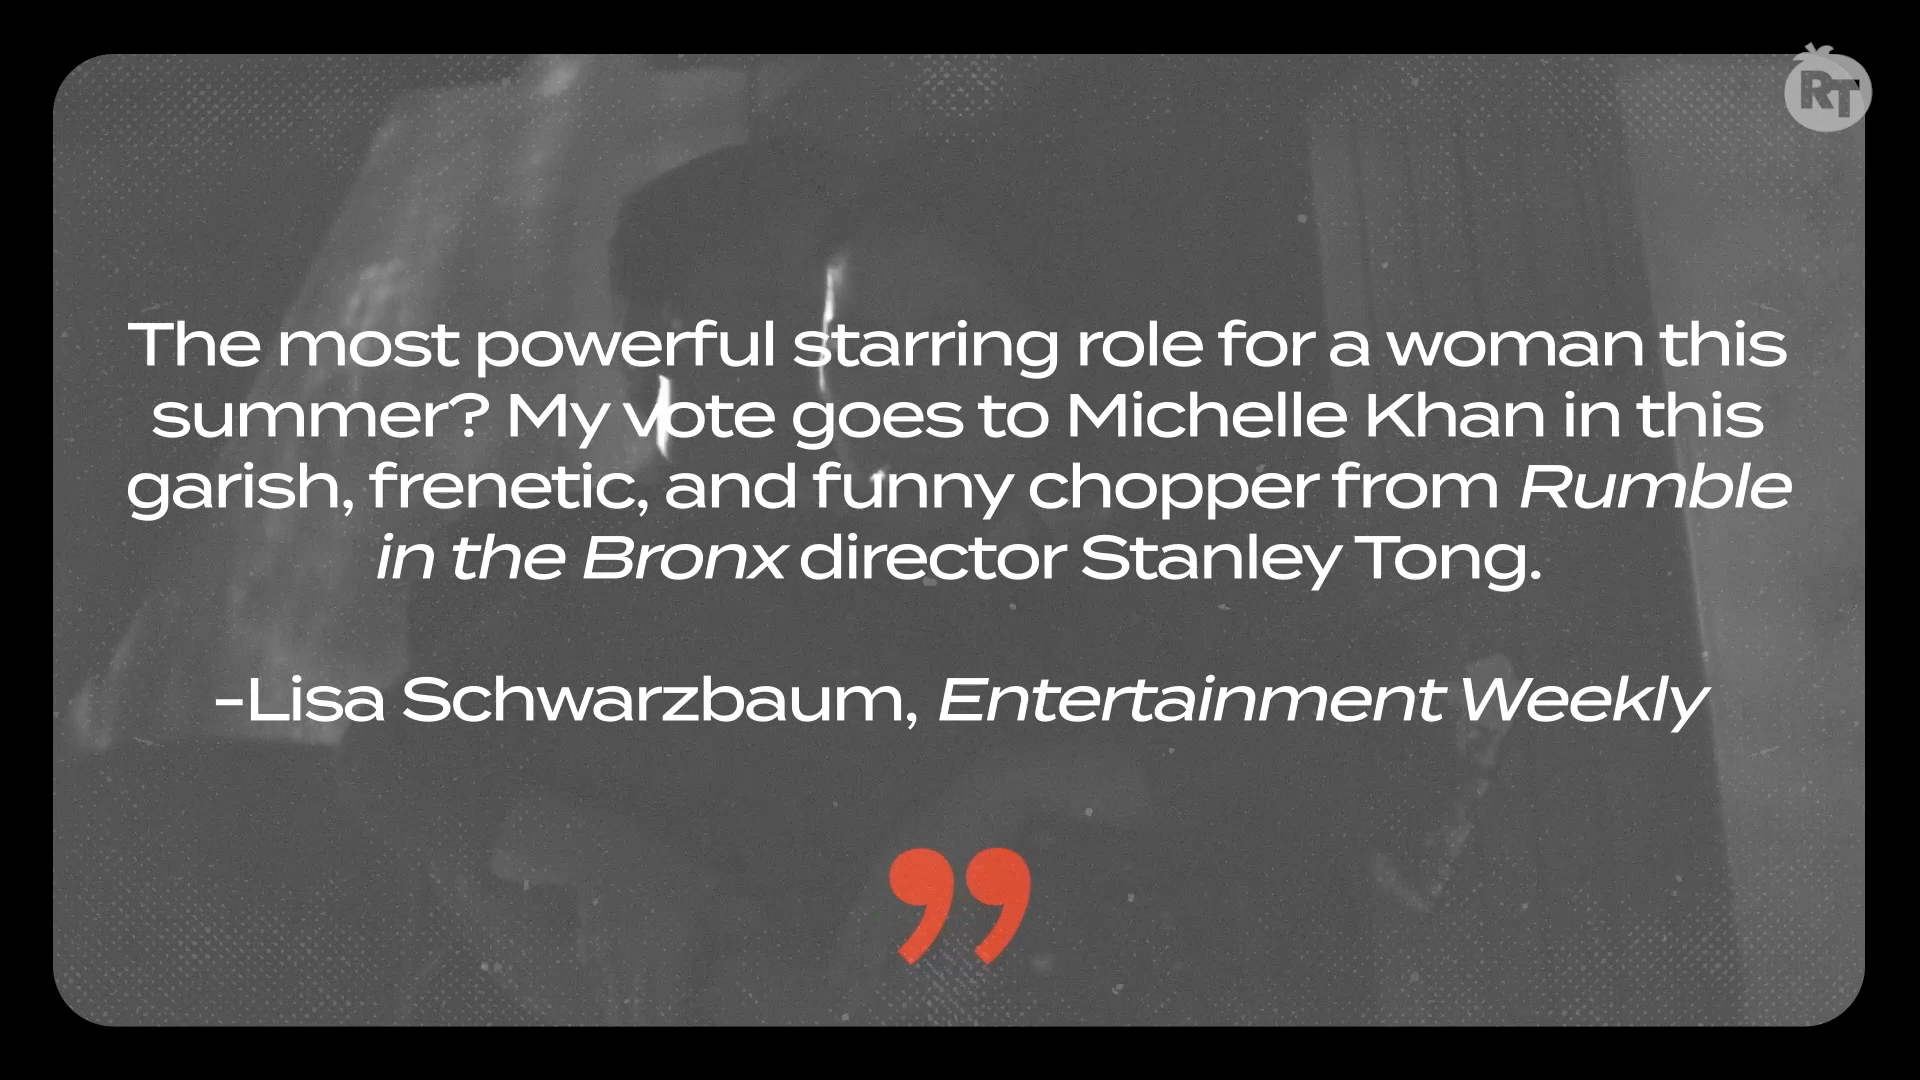 RT
The most powerful starring role for a woman this
summer? My vote goes to Michelle Khan in this
garish, frenetic, and funny chopper from Rumble
in the Bronx director Stanley Tong.
–Lisa Schwarzbaum, Entertainment Weekly
”